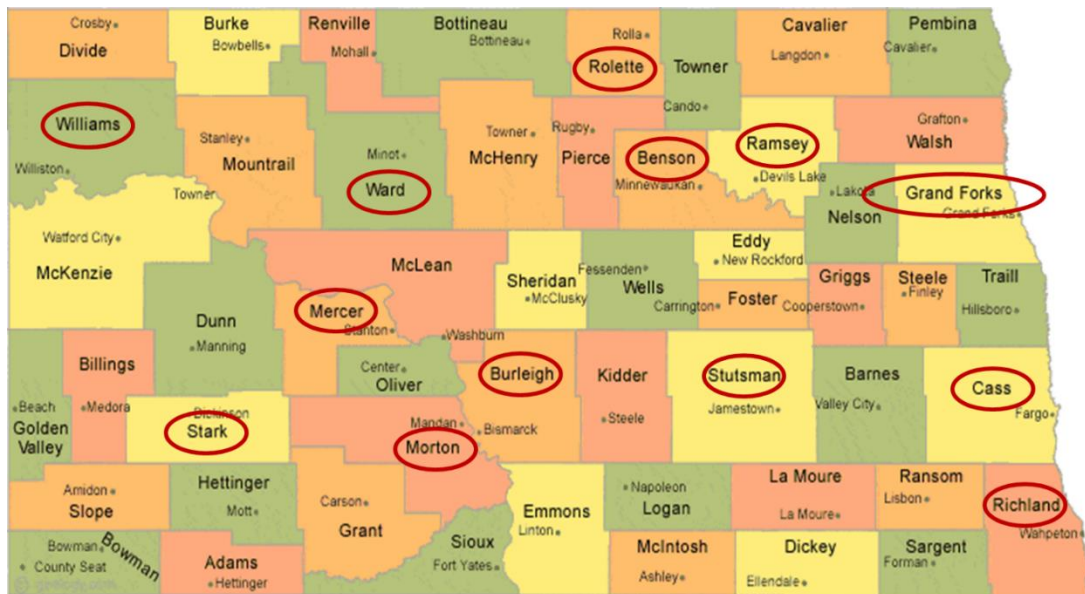 Crosby
Divide
Burke
Bowbells
Renville
Mohall
Bottineau
Bottineau
Rolla
Rolette
Towner
Cando
Cavalier
Langdon
Pembina
Cavalier
Williams
Williston
Stanley
Mountrail
Minot
Ward
Towner
McHenry
Rugby
Pierce
Benson
Minnewaukan
Ramsey
Devils Lake
Grafton
Walsh
Lakota
Nelson
Grand Forks
Grand Forks
Towner
Watford City
McKenzie
McLean
Washburn
Sheridan
McClusky
Fessenden
Wells
Eddy
New Rockford
Carrington
Foster
Griggs
Cooperstown
Steele
Finley
Traill
Hillsboro
Dunn
Manning
Mercer
Stanton
Center
Oliver
Billings
Medora
Beach
Golden
Valley
Dickinson
Stark
Mandan
Morton
Burleigh
Bismarck
Kidder
Steele
Stutsman
Jamestown
Barnes
Valley City
Cass
Fargo
Amidon
Slope
Hettinger
Mott
Carson
Grant
Emmons
Linton
Napoleon
Logan
La Moure
La Moure
Ransom
Lisbon
Richland
Wahpeton
Bowman
Bowman
County Seat
Adams
Hettinger
Sioux
Fort Yates
McIntosh
Ashley
Dickey
Ellendale
Sargent
Forman